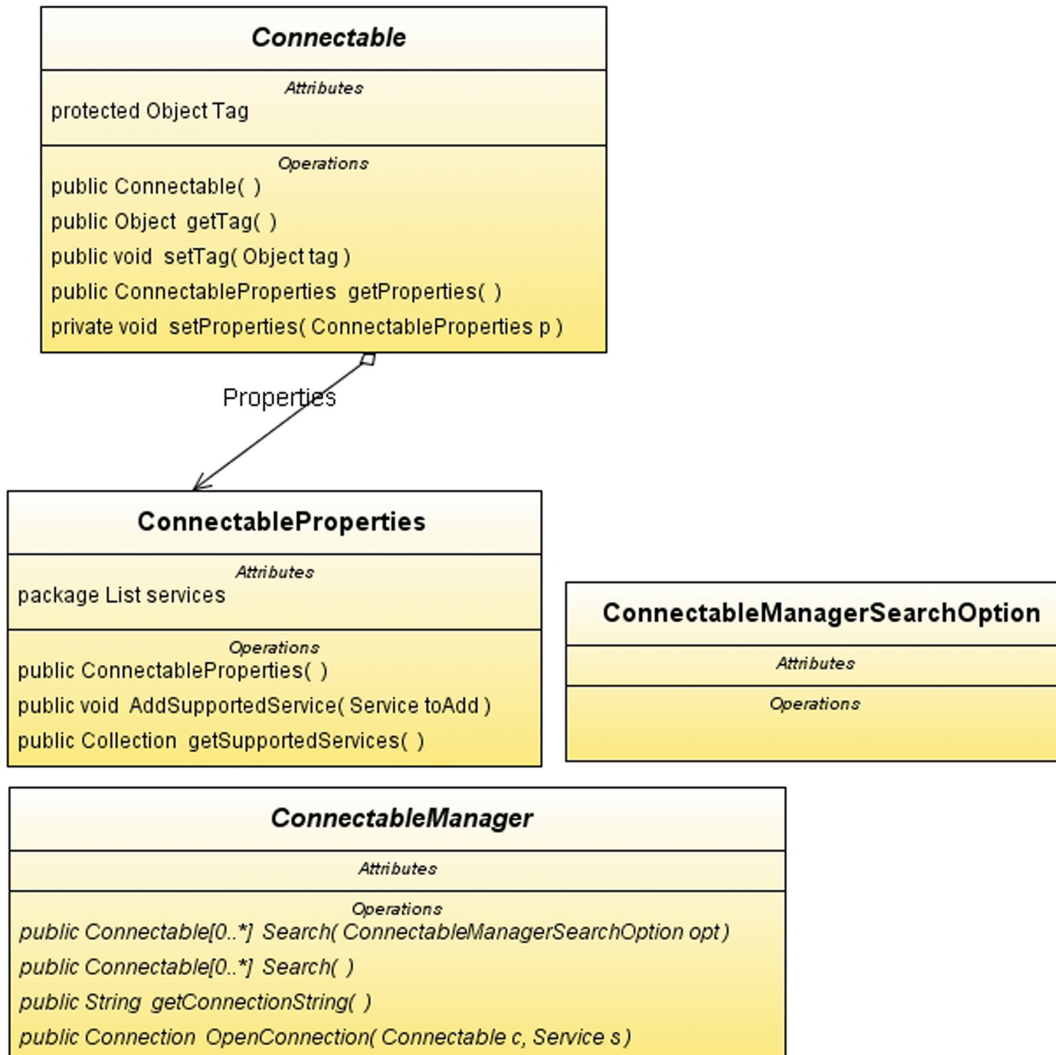 Connectable
Attributes
protected Object Tag
Operations
public Connectable( )
public Object getTag( )
public void setTag( Object tag )
public ConnectableProperties getProperties( )
private void setProperties( ConnectableProperties p )
Properties
ConnectableProperties
Attributes
package List services
Operations
public ConnectableProperties( )
public void AddSupportedService( Service toAdd )
public Collection getSupportedServices( )
ConnectableManagerSearchOption
Attributes
Operations
ConnectableManager
Attributes
Operations
public Connectable[0..*] Search( ConnectableManagerSearchOption opt )
public Connectable[0..*] Search( )
public String getConnectionString( )
public Connection OpenConnection( Connectable c, Service s )